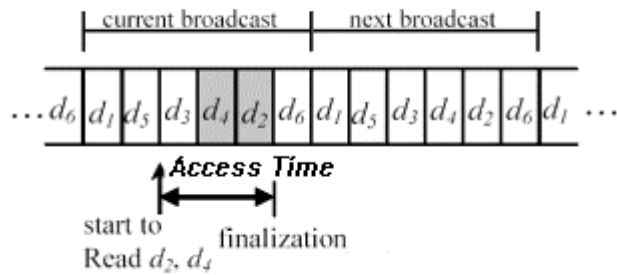 current broadcast next broadcast
… d6 d1 d5 d3 d4 d2 d6 d1 d5 d3 d4 d2 d6 d1 …
Access Time
start to finalization
Read d2, d4